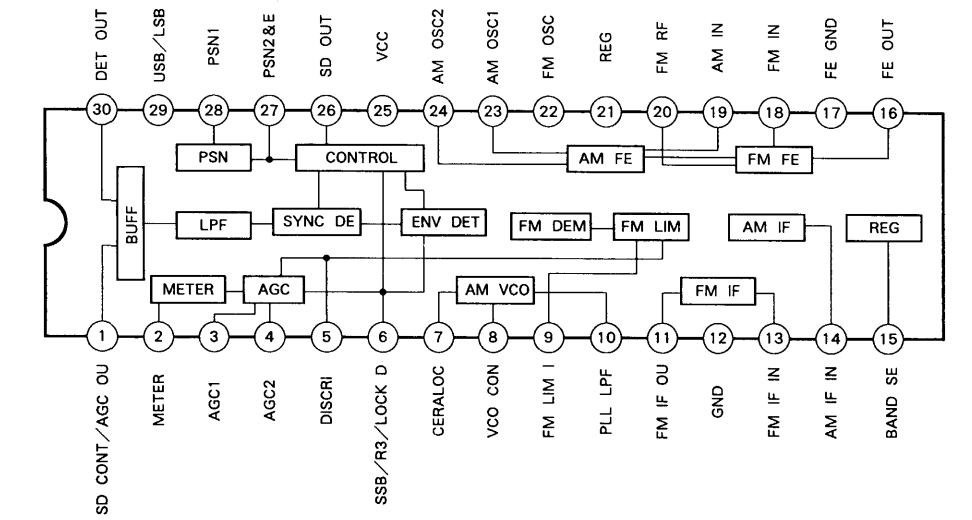 DET OUT
USB/LSB
PSN1
PSN2&E
SD OUT
VCC
AM OSC2
AM OSC1
FM OSC
REG
FM RF
AM IN
FM IN
FE GND
FE OUT
30 29 28 27 26 25 24 23 22 21 20 19 18 17 16
PSN CONTROL AM FE FM FE
BUFF
LPF SYNC DE ENV DET FM DEM FM LIM AM IF REG
METER AGC AM VCO FM IF
1 2 3 4 5 6 7 8 9 10 11 12 13 14 15
SD CONT/AGC OU
METER
AGC1
AGC2
DISCRI
SSB/R3/LOCK D
CERALOC
VCO CON
FM LIM I
PLL LPF
FM IF OU
GND
FM IF IN
AM IF IN
BAND SE